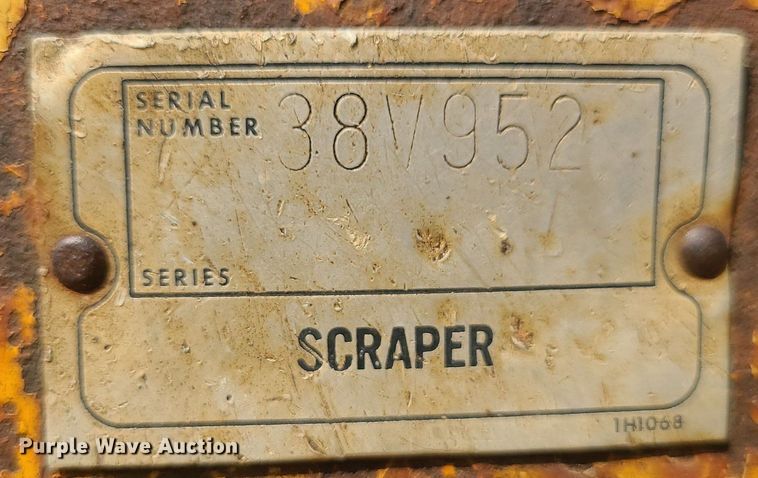 SERIAL
NUMBER
38V952
SERIES
SCRAPER
1H1068
Purple Wave Auction